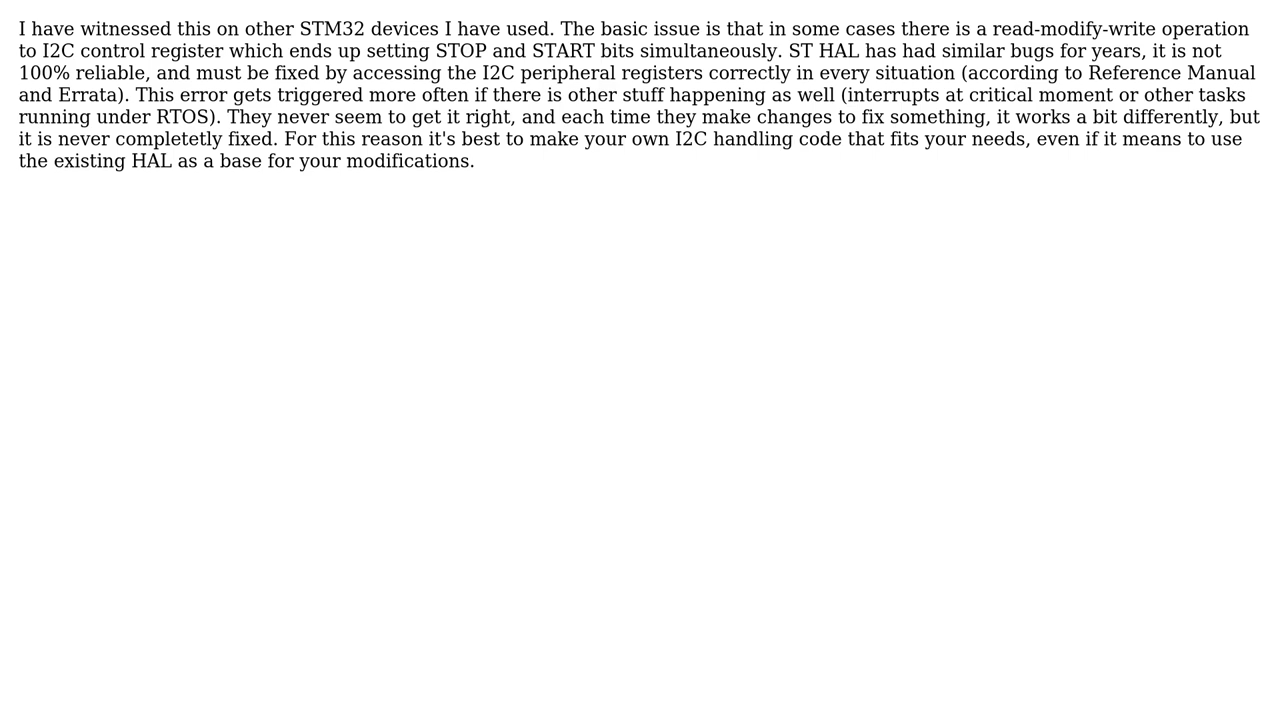 I have witnessed this on other STM32 devices I have used. The basic issue is that in some cases there is a read-modify-write operation
to I2C control register which ends up setting STOP and START bits simultaneously. ST HAL has had similar bugs for years, it is not
100% reliable, and must be fixed by accessing the I2C peripheral registers correctly in every situation (according to Reference Manual
and Errata). This error gets triggered more often if there is other stuff happening as well (interrupts at critical moment or other tasks
running under RTOS). They never seem to get it right, and each time they make changes to fix something, it works a bit differently, but
it is never completetly fixed. For this reason it's best to make your own I2C handling code that fits your needs, even if it means to use
the existing HAL as a base for your modifications.